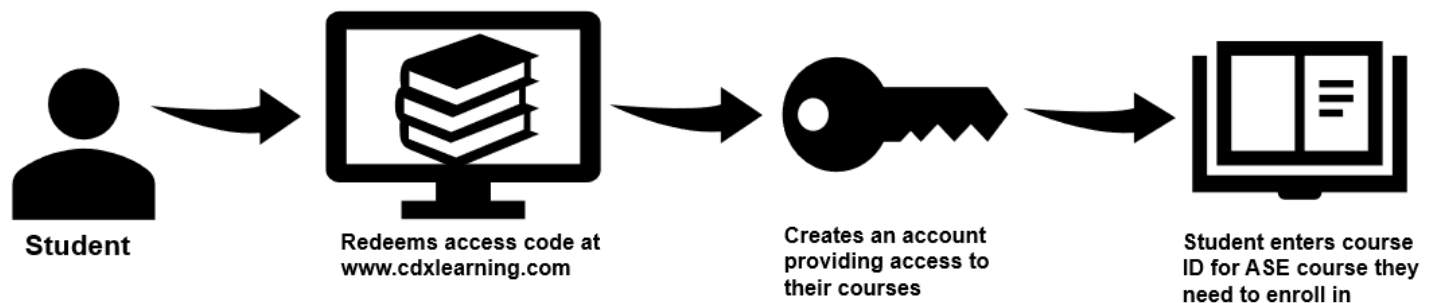 Student
Redeems access code at
www.cdxlearning.com
Creates an account
providing access to
their courses
Student enters course
ID for ASE course they
need to enroll in